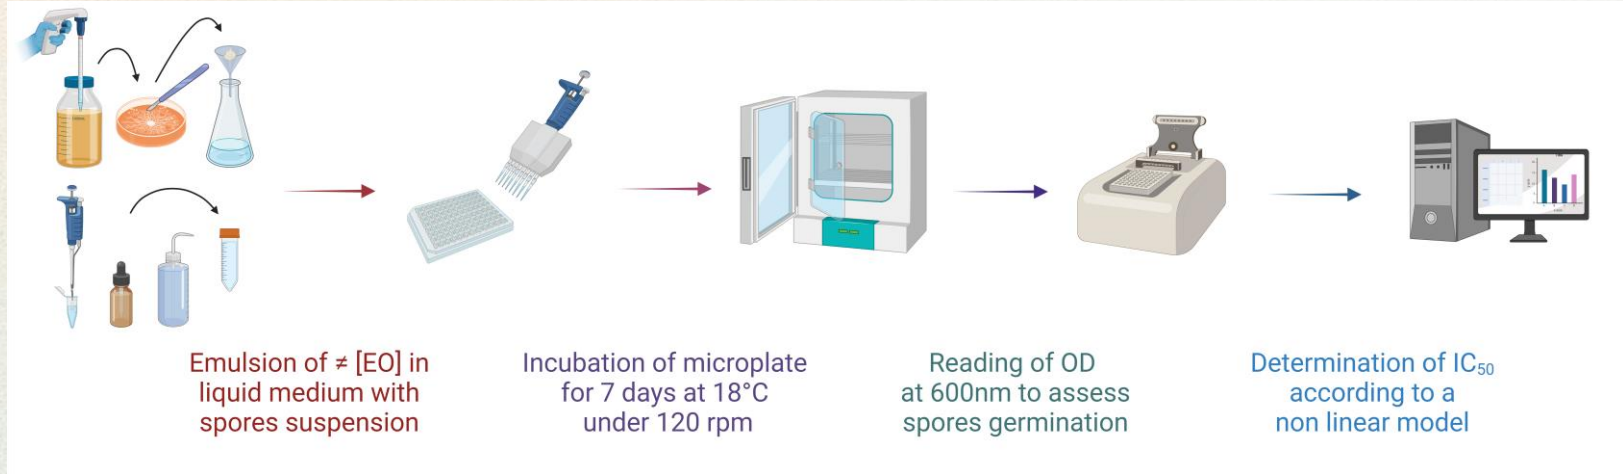 Emulsion of ≠ [EO] in
liquid medium with
spores suspension
Incubation of microplate
for 7 days at 18°C
under 120 rpm
Reading of OD
at 600nm to assess
spores germination
Determination of IC₅₀
according to a
non linear model